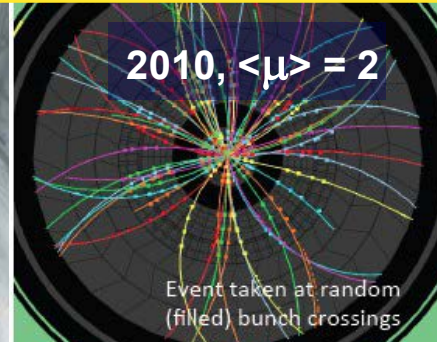 2010, <μ> = 2
Event taken at random
(filled) bunch crossings